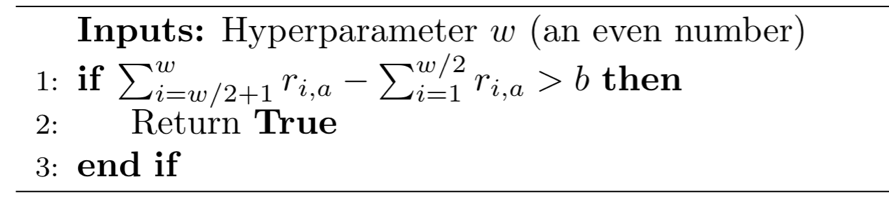 Inputs: Hyperparameter w (an even number)
1: if ∑_{i=w/2+1}^{w} r_{i,a} − ∑_{i=1}^{w/2} r_{i,a} > b then
2: Return True
3: end if